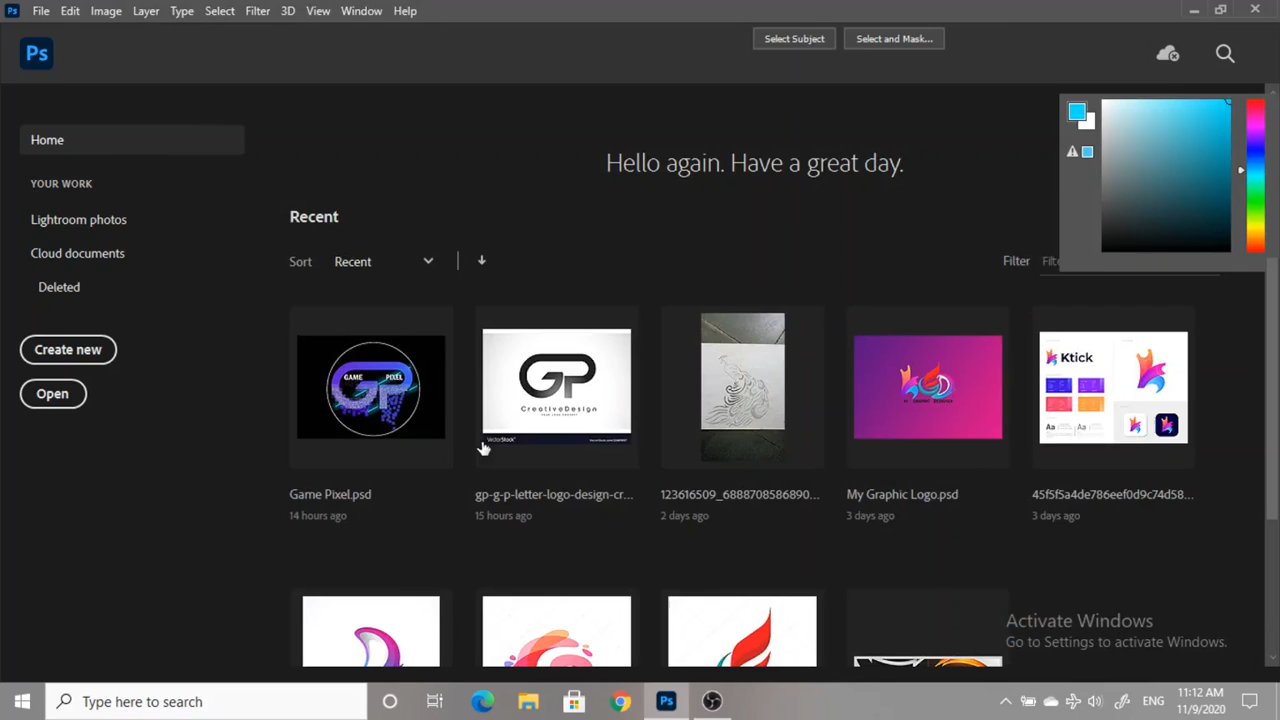 Ps File Edit Image Layer Type Select Filter 3D View Window Help
Select Subject Select and Mask...
Ps
Home
YOUR WORK
Lightroom photos
Cloud documents
Deleted
Create new
Open
Hello again. Have a great day.
Recent
Sort Recent
Filter
GAME PIXEL
GP
GP
CreativeDesign
VectorStock
Ktick
Aa
Game Pixel.psd
gp-g-p-letter-logo-design-cr...
123616509_6888708586890...
My Graphic Logo.psd
45f5f5a4de786eef0d9c74d58...
14 hours ago
15 hours ago
2 days ago
3 days ago
3 days ago
Activate Windows
Go to Settings to activate Windows.
Type here to search
Ps
ENG
11:12 AM
11/9/2020